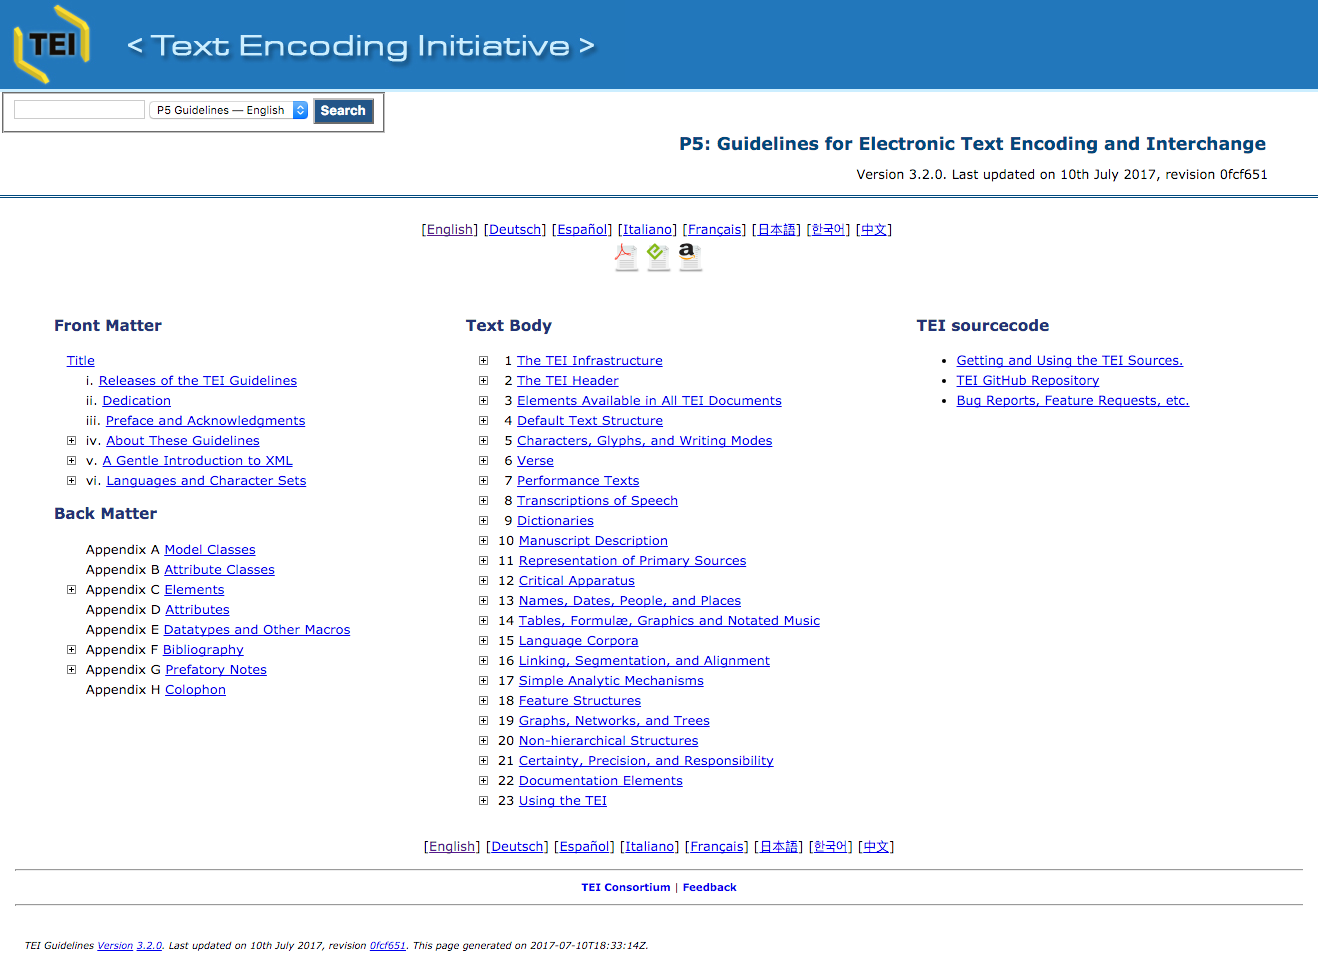 TEI
< Text Encoding Initiative >
P5 Guidelines — English Search
P5: Guidelines for Electronic Text Encoding and Interchange
Version 3.2.0. Last updated on 10th July 2017, revision 0fcf651
[English] [Deutsch] [Español] [Italiano] [Français] [日本語] [한국어] [中文]
a
Front Matter
Title
i. Releases of the TEI Guidelines
ii. Dedication
iii. Preface and Acknowledgments
iv. About These Guidelines
v. A Gentle Introduction to XML
vi. Languages and Character Sets
Back Matter
Appendix A Model Classes
Appendix B Attribute Classes
Appendix C Elements
Appendix D Attributes
Appendix E Datatypes and Other Macros
Appendix F Bibliography
Appendix G Prefatory Notes
Appendix H Colophon
Text Body
1 The TEI Infrastructure
2 The TEI Header
3 Elements Available in All TEI Documents
4 Default Text Structure
5 Characters, Glyphs, and Writing Modes
6 Verse
7 Performance Texts
8 Transcriptions of Speech
9 Dictionaries
10 Manuscript Description
11 Representation of Primary Sources
12 Critical Apparatus
13 Names, Dates, People, and Places
14 Tables, Formulæ, Graphics and Notated Music
15 Language Corpora
16 Linking, Segmentation, and Alignment
17 Simple Analytic Mechanisms
18 Feature Structures
19 Graphs, Networks, and Trees
20 Non-hierarchical Structures
21 Certainty, Precision, and Responsibility
22 Documentation Elements
23 Using the TEI
TEI sourcecode
• Getting and Using the TEI Sources.
• TEI GitHub Repository
• Bug Reports, Feature Requests, etc.
[English] [Deutsch] [Español] [Italiano] [Français] [日本語] [한국어] [中文]
TEI Consortium | Feedback
TEI Guidelines Version 3.2.0. Last updated on 10th July 2017, revision 0fcf651. This page generated on 2017-07-10T18:33:14Z.